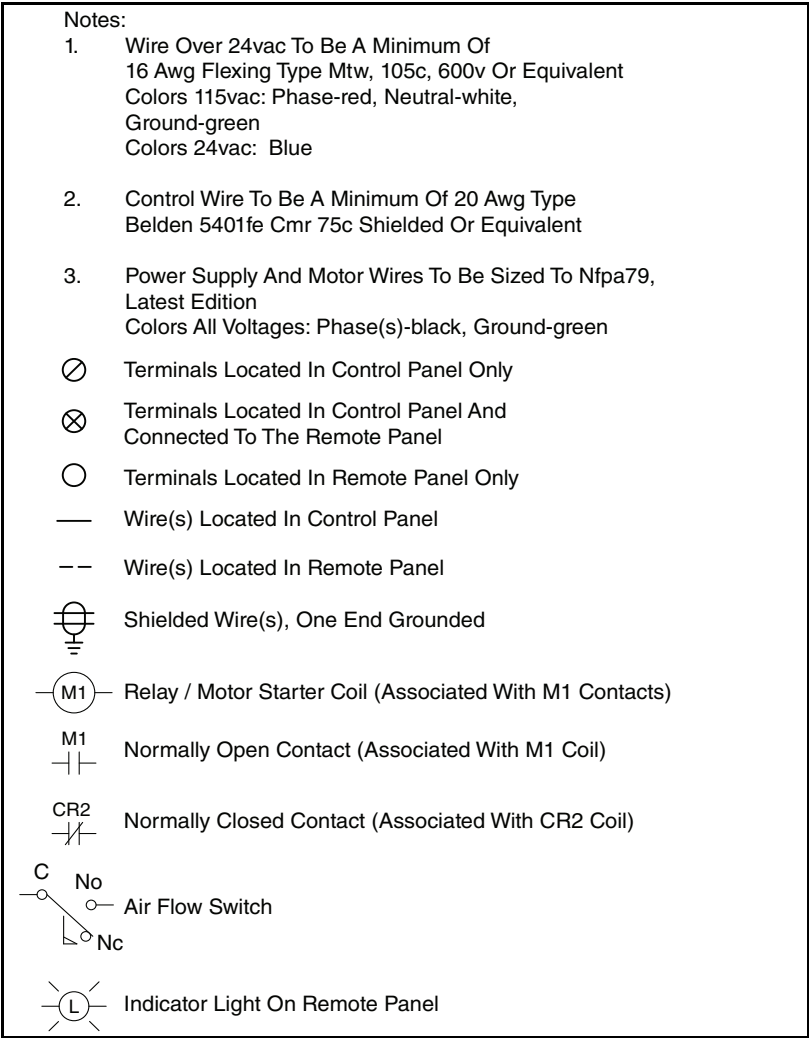 Notes:
1. Wire Over 24vac To Be A Minimum Of
16 Awg Flexing Type Mtw, 105c, 600v Or Equivalent
Colors 115vac: Phase-red, Neutral-white,
Ground-green
Colors 24vac: Blue
2. Control Wire To Be A Minimum Of 20 Awg Type
Belden 5401fe Cmr 75c Shielded Or Equivalent
3. Power Supply And Motor Wires To Be Sized To Nfpa79,
Latest Edition
Colors All Voltages: Phase(s)-black, Ground-green
Terminals Located In Control Panel Only
Terminals Located In Control Panel And
Connected To The Remote Panel
Terminals Located In Remote Panel Only
Wire(s) Located In Control Panel
Wire(s) Located In Remote Panel
Shielded Wire(s), One End Grounded
M1 Relay / Motor Starter Coil (Associated With M1 Contacts)
M1
Normally Open Contact (Associated With M1 Coil)
CR2
Normally Closed Contact (Associated With CR2 Coil)
C
No
Air Flow Switch
Nc
L Indicator Light On Remote Panel